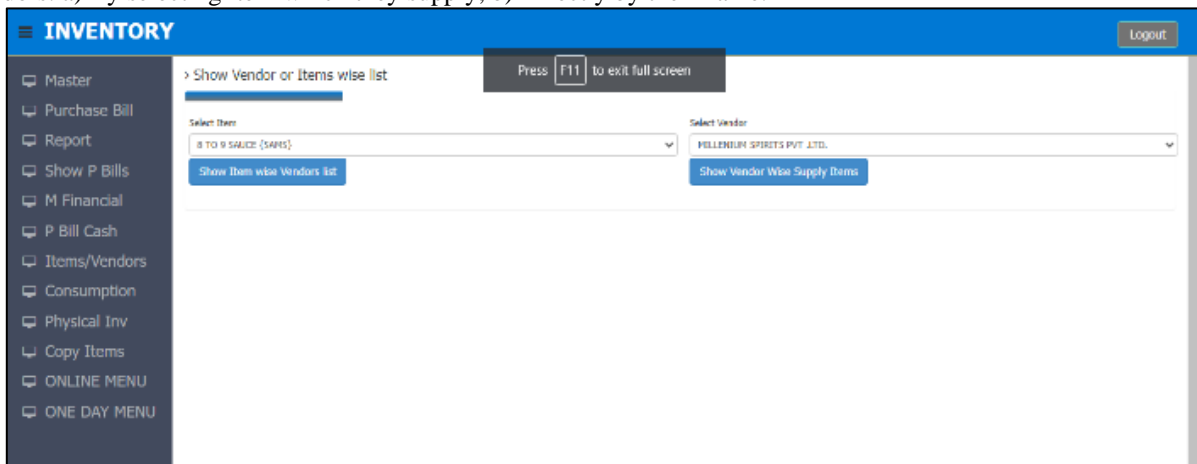 INVENTORY
Logout
Press F11 to exit full screen
Master
Purchase Bill
Report
Show P Bills
M Financial
P Bill Cash
Items/Vendors
Consumption
Physical Inv
Copy Items
ONLINE MENU
ONE DAY MENU
› Show Vendor or Items wise list
Select Item
8 TO 9 SAUCE {SAMS}
Show Item wise Vendors list
Select Vendor
MILLENIUM SPIRITS PVT .LTD.
Show Vendor Wise Supply Items